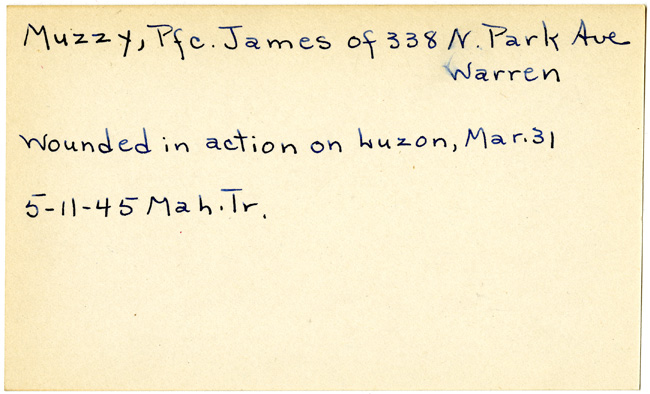 Muzzy, Pfc. James of 338 N. Park Ave
Warren
Wounded in action on Luzon, Mar. 31
5-11-45 Mah. Tr.